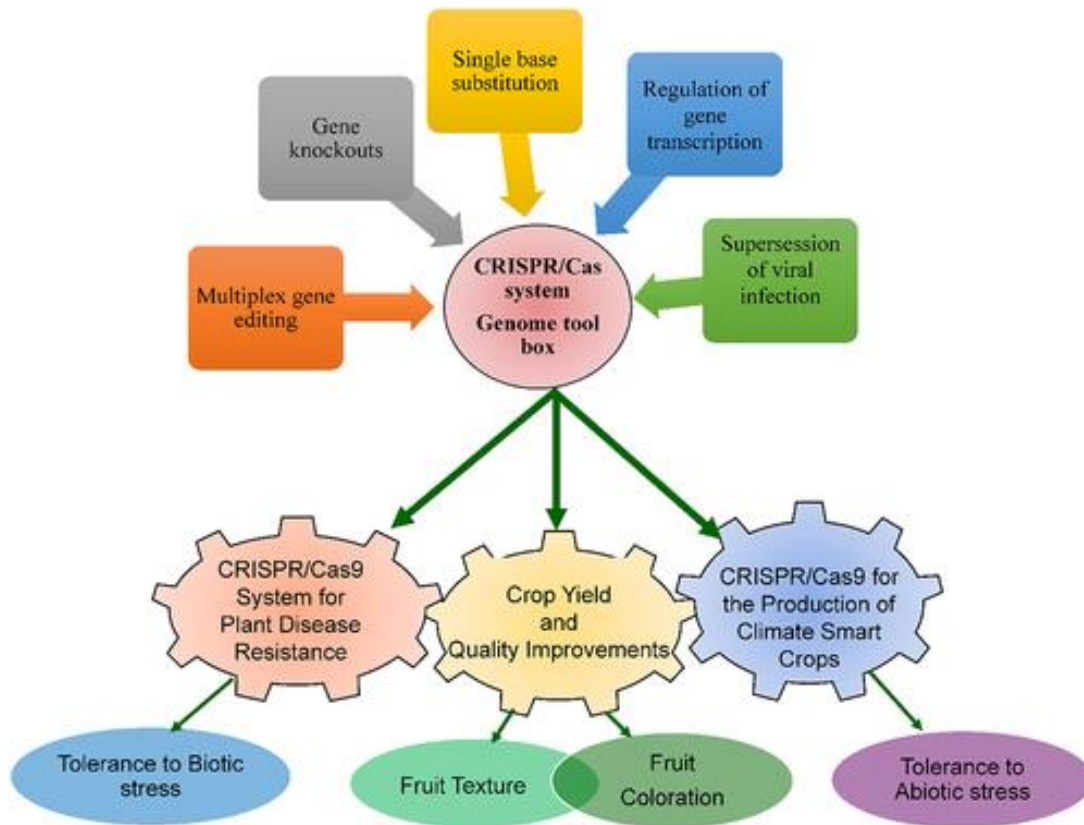 Single base
substitution
Regulation of
gene
transcription
Gene
knockouts
Supersession
of viral
infection
Multiplex gene
editing
CRISPR/Cas
system
Genome tool
box
CRISPR/Cas9
System for
Plant Disease
Resistance
Crop Yield
and
Quality Improvements
CRISPR/Cas9 for
the Production of
Climate Smart
Crops
Tolerance to Biotic
stress
Fruit Texture
Fruit
Coloration
Tolerance to
Abiotic stress